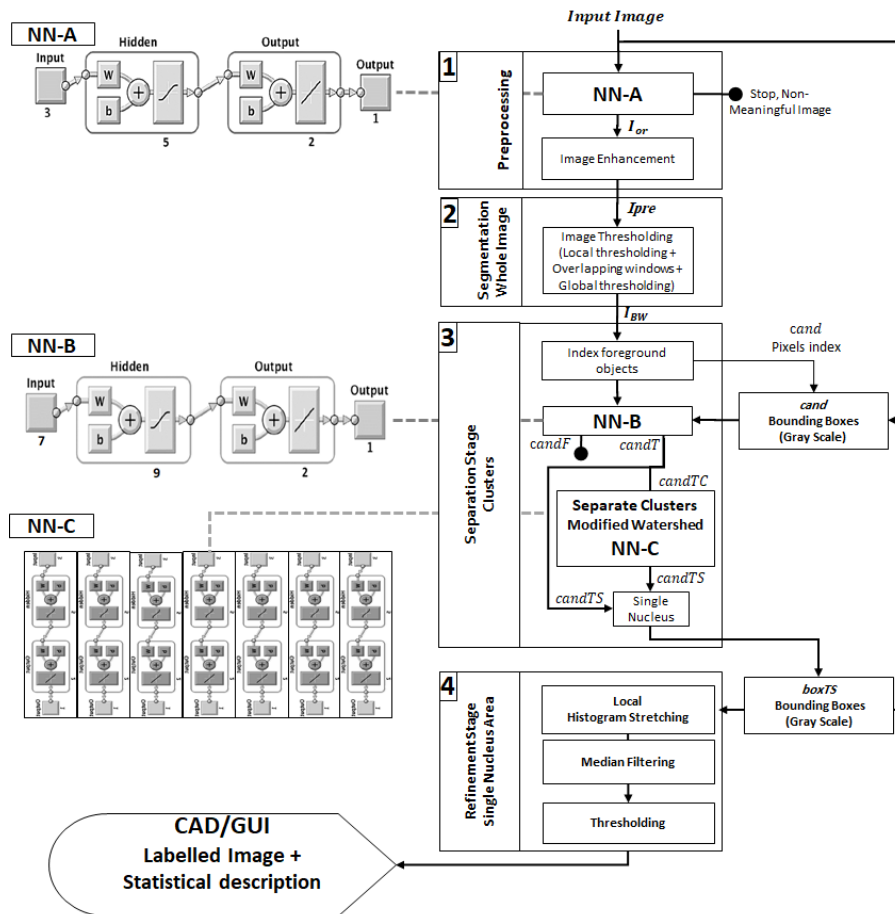 Input Image
NN-A
Hidden
Output
Input
Output
W
b
+
W
b
+
3
5
2
1
1
Preprocessing
NN-A
Stop, Non-
Meaningful Image
I_or
Image Enhancement
2
Segmentation
Whole Image
Ipre
Image Thresholding
(Local thresholding +
Overlapping windows+
Global thresholding)
I_BW
NN-B
Hidden
Output
Input
Output
W
b
+
W
b
+
7
9
2
1
3
Separation Stage
Clusters
Index foreground
objects
cand
Pixels index
NN-B
cand
Bounding Boxes
(Gray Scale)
candF
candT
candTC
Separate Clusters
Modified Watershed
NN-C
candTS
candTS
Single
Nucleus
NN-C
4
Refinement Stage
Single Nucleus Area
Local
Histogram Stretching
Median Filtering
Thresholding
boxTS
Bounding Boxes
(Gray Scale)
CAD/GUI
Labelled Image +
Statistical description